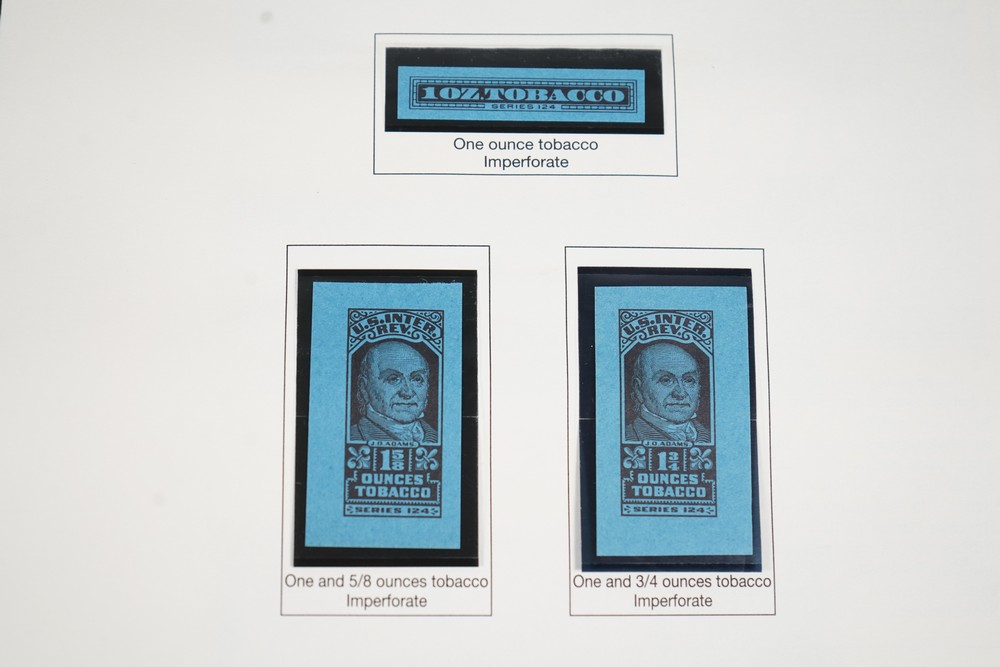 1 OZ. TOBACCO
SERIES 124
One ounce tobacco
Imperforate
U.S. INTER.
REV.
J.Q. ADAMS
1 5/8
OUNCES
TOBACCO
SERIES 124
One and 5/8 ounces tobacco
Imperforate
U.S. INTER.
REV.
J.Q. ADAMS
1 3/4
OUNCES
TOBACCO
SERIES 124
One and 3/4 ounces tobacco
Imperforate